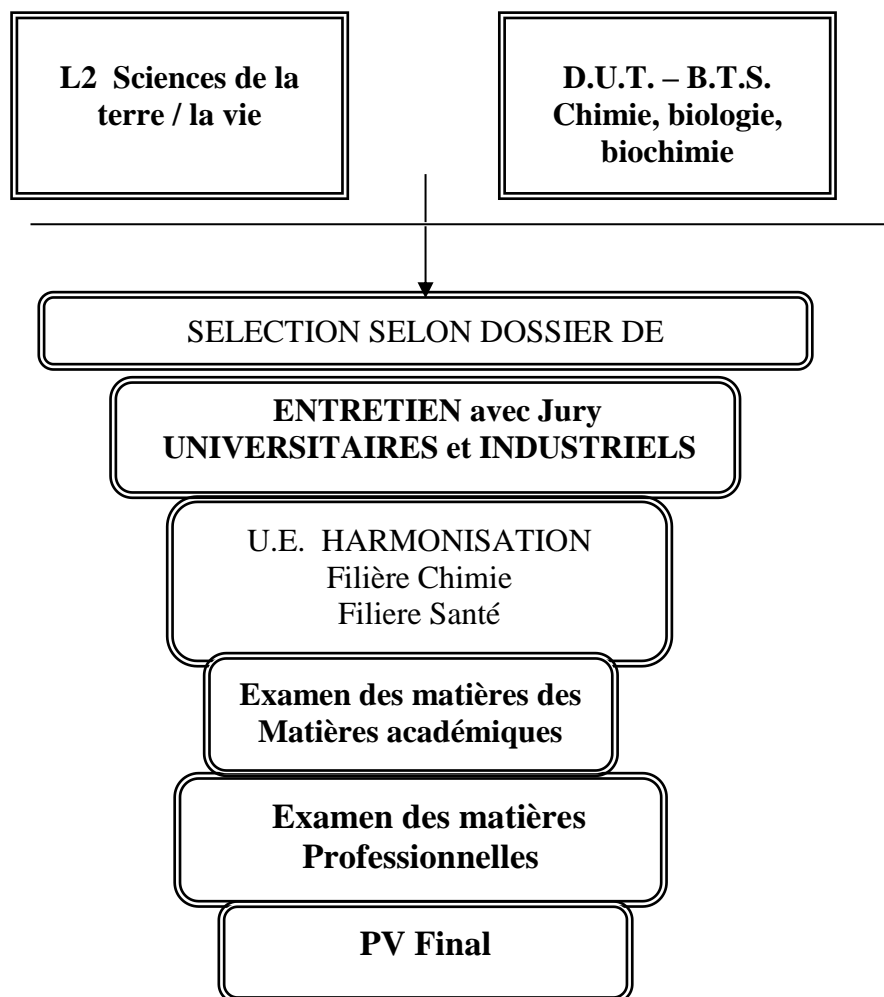 L2 Sciences de la
terre / la vie
D.U.T. – B.T.S.
Chimie, biologie,
biochimie
SELECTION SELON DOSSIER DE
ENTRETIEN avec Jury
UNIVERSITAIRES et INDUSTRIELS
U.E. HARMONISATION
Filière Chimie
Filiere Santé
Examen des matières des
Matières académiques
Examen des matières
Professionnelles
PV Final